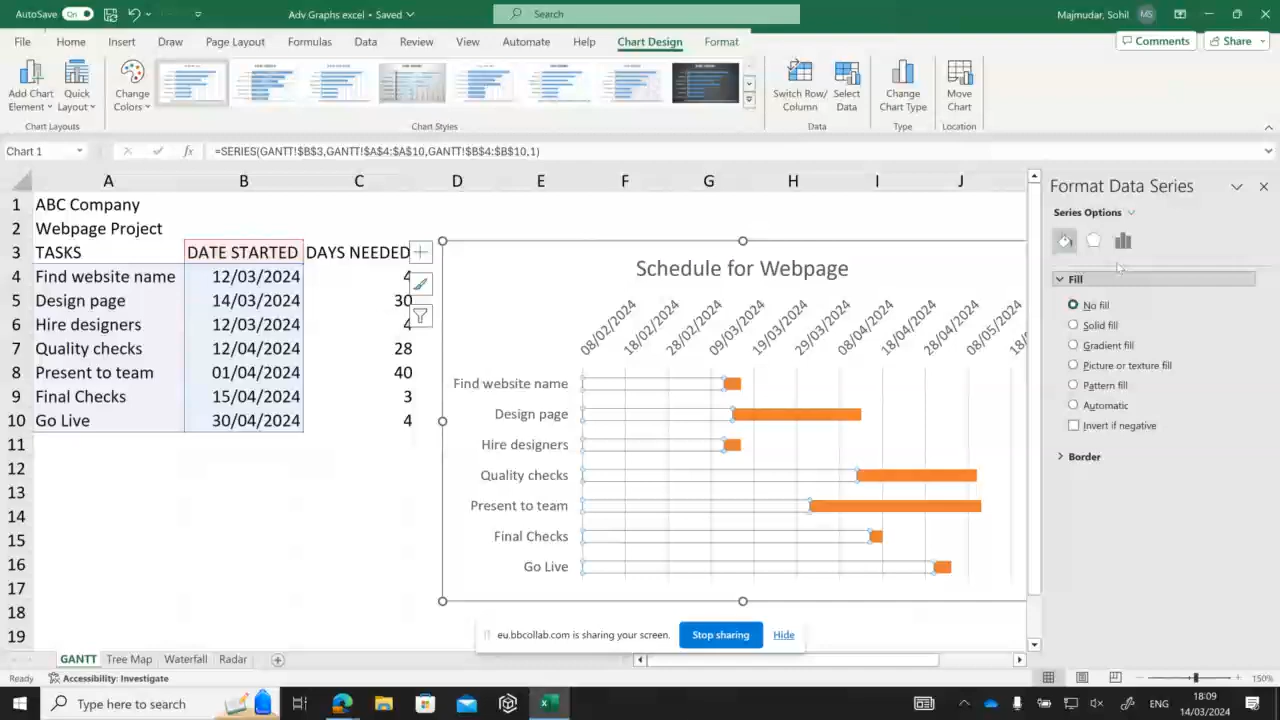 AutoSave On Adv Graphs excel • Saved Search Majmudar, Sohil MS
File Home Insert Draw Page Layout Formulas Data Review View Automate Help Chart Design Format Comments Share
Add Chart Element Quick Layout Change Colors Switch Row/ Column Select Data Change Chart Type Move Chart
Chart Layouts Chart Styles Data Type Location
Chart 1 fx =SERIES(GANTT!$B$3,GANTT!$A$4:$A$10,GANTT!$B$4:$B$10,1)
A B C D E F G H I J
1 ABC Company
2 Webpage Project
3 TASKS DATE STARTED DAYS NEEDED
4 Find website name 12/03/2024 4
5 Design page 14/03/2024 30
6 Hire designers 12/03/2024 4
7 Quality checks 12/04/2024 28
8 Present to team 01/04/2024 40
9 Final Checks 15/04/2024 3
10 Go Live 30/04/2024 4
11
12
13
14
15
16
17
18
19
Schedule for Webpage
08/02/2024 18/02/2024 28/02/2024 09/03/2024 19/03/2024 29/03/2024 08/04/2024 18/04/2024 28/04/2024 08/05/2024
Find website name
Design page
Hire designers
Quality checks
Present to team
Final Checks
Go Live
Format Data Series
Series Options
Fill
No fill
Solid fill
Gradient fill
Picture or texture fill
Pattern fill
Automatic
Invert if negative
Border
eu.bbcollab.com is sharing your screen. Stop sharing Hide
GANTT Tree Map Waterfall Radar
Ready Accessibility: Investigate 150%
Type here to search ENG 18:09
14/03/2024